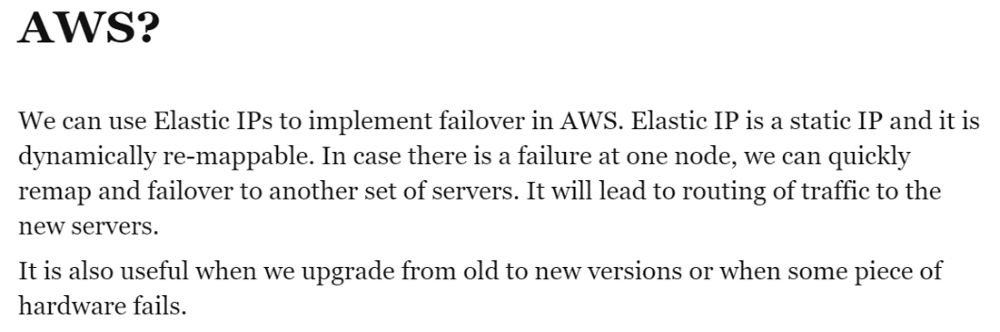 AWS?
We can use Elastic IPs to implement failover in AWS. Elastic IP is a static IP and it is
dynamically re-mappable. In case there is a failure at one node, we can quickly
remap and failover to another set of servers. It will lead to routing of traffic to the
new servers.
It is also useful when we upgrade from old to new versions or when some piece of
hardware fails.